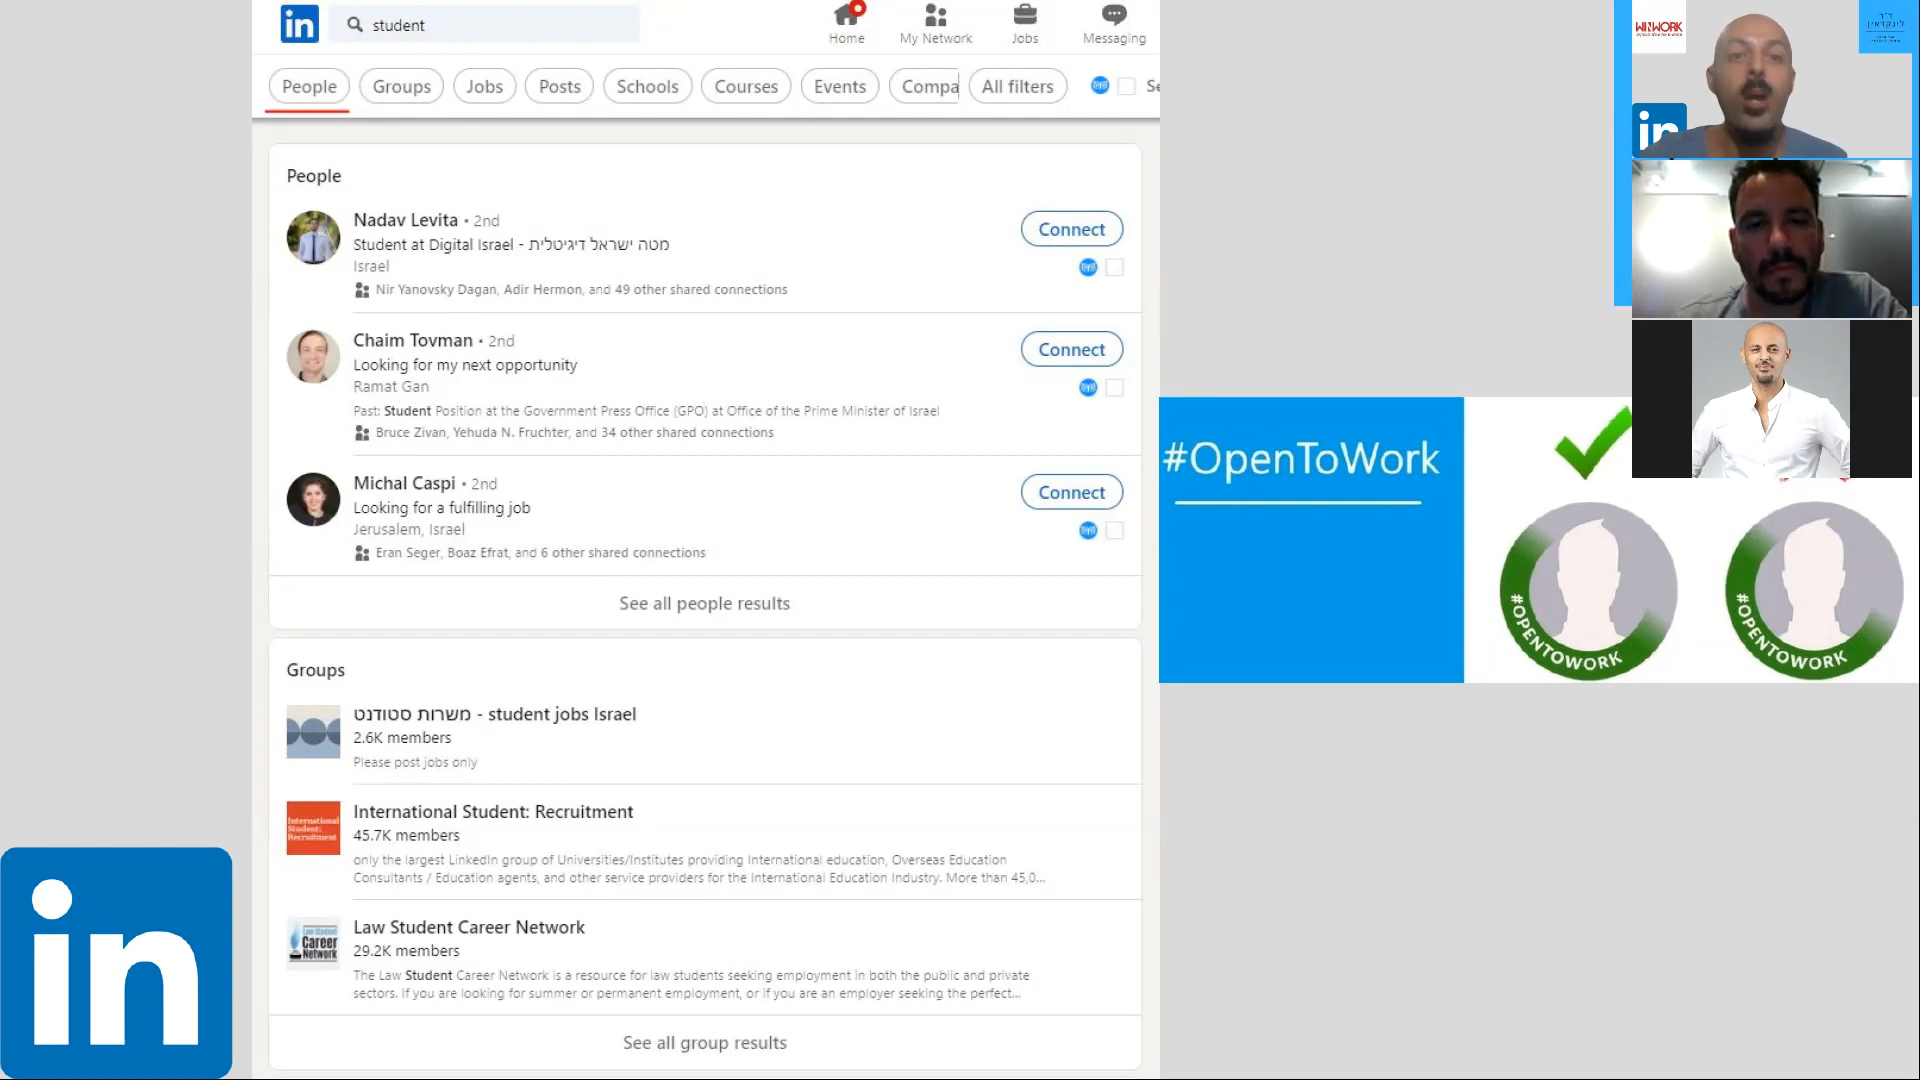 in
student
Home
My Network
Jobs
Messaging
People
Groups
Jobs
Posts
Schools
Courses
Events
Compa
All filters
People
Nadav Levita • 2nd
Student at Digital Israel - מטה ישראל דיגיטלית
Israel
Nir Yanovsky Dagan, Adir Hermon, and 49 other shared connections
Connect
Chaim Tovman • 2nd
Looking for my next opportunity
Ramat Gan
Past: Student Position at the Government Press Office (GPO) at Office of the Prime Minister of Israel
Bruce Zivan, Yehuda N. Fruchter, and 34 other shared connections
Connect
Michal Caspi • 2nd
Looking for a fulfilling job
Jerusalem, Israel
Eran Seger, Boaz Efrat, and 6 other shared connections
Connect
See all people results
Groups
משרות סטודנט - student jobs Israel
2.6K members
Please post jobs only
International Student: Recruitment
International
Student:
Recruitment
45.7K members
only the largest LinkedIn group of Universities/Institutes providing International education, Overseas Education
Consultants / Education agents, and other service providers for the International Education Industry. More than 45,0...
Law Student Career Network
Law Student
Career
Network
29.2K members
The Law Student Career Network is a resource for law students seeking employment in both the public and private
sectors. If you are looking for summer or permanent employment, or if you are an employer seeking the perfect...
See all group results
in
WINWORK
ד"ר
לינקדאין
in
#OpenToWork
#OPENTOWORK
#OPENTOWORK